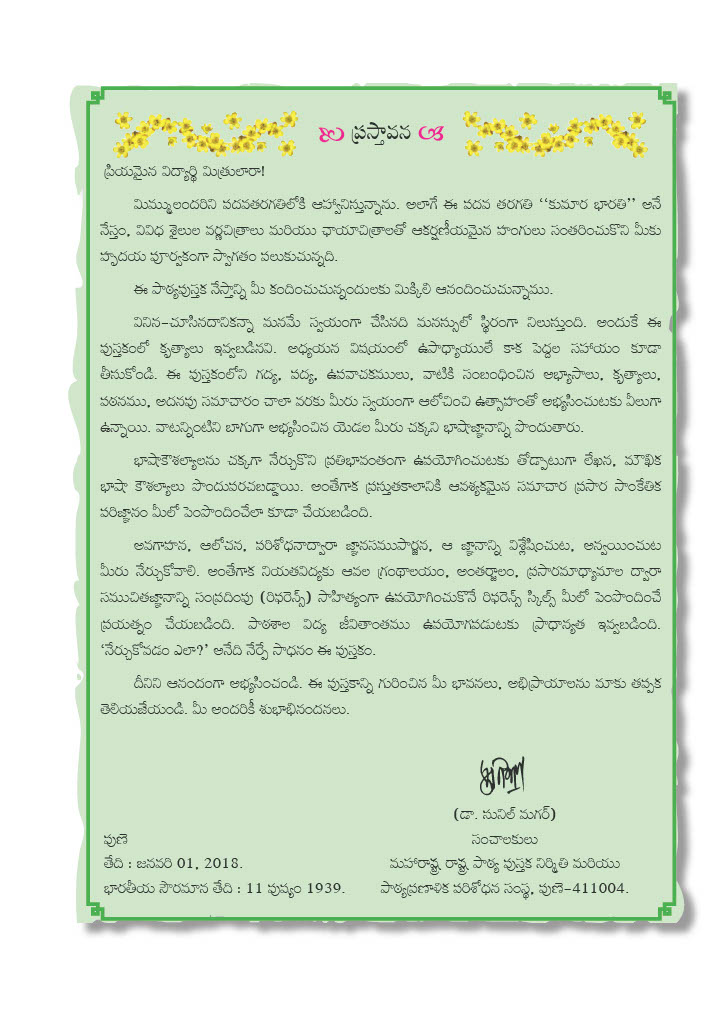 ప్రస్తావన
ప్రియమైన విద్యార్థి మిత్రులారా!
మిమ్ములందరిని పదవతరగతిలోకి ఆహ్వానిస్తున్నాను. అలాగే ఈ పదవ తరగతి ‘‘కుమార భారతి’’ అనే
నేస్తం, వివిధ శైలుల వర్ణచిత్రాలు మరియు ఛాయాచిత్రాలతో ఆకర్షణీయమైన హంగులు సంతరించుకొని మీకు
హృదయ పూర్వకంగా స్వాగతం పలుకుచున్నది.
ఈ పాఠ్యపుస్తక నేస్తాన్ని మీ కందించుచున్నందులకు మిక్కిలి ఆనందించుచున్నాము.
వినిన-చూసినదానికన్నా మనమే స్వయంగా చేసినది మనస్సులో స్థిరంగా నిలుస్తుంది. అందుకే ఈ
పుస్తకంలో కృత్యాలు ఇవ్వబడినవి. అధ్యయన విషయంలో ఉపాధ్యాయులే కాక పెద్దల సహాయం కూడా
తీసుకోండి. ఈ పుస్తకంలోని గద్య, పద్య, ఉపవాచకములు, వాటికి సంబంధించిన అభ్యాసాలు, కృత్యాలు,
పఠనము, అదనపు సమాచారం చాలా వరకు మీరు స్వయంగా ఆలోచించి ఉత్సాహంతో అభ్యసించుటకు వీలుగా
ఉన్నాయి. వాటన్నింటిని బాగుగా అభ్యసించిన యెడల మీరు చక్కని భాషాజ్ఞానాన్ని పొందుతారు.
భాషాకౌశల్యాలను చక్కగా నేర్చుకొని ప్రతిభావంతంగా ఉపయోగించుటకు తోడ్పాటుగా లేఖన, మౌఖిక
భాషా కౌశల్యాలు పొందుపరచబడ్డాయి. అంతేగాక ప్రస్తుతకాలానికి ఆవశ్యకమైన సమాచార ప్రసార సాంకేతిక
పరిజ్ఞానం మీలో పెంపొందించేలా కూడా చేయబడింది.
అవగాహన, ఆలోచన, పరిశోధనాద్వారా జ్ఞానసముపార్జన, ఆ జ్ఞానాన్ని విశ్లేషించుట, అన్వయించుట
మీరు నేర్చుకోవాలి. అంతేగాక నియతవిద్యకు ఆవల గ్రంథాలయం, అంతర్జాలం, ప్రసారమాధ్యామాల ద్వారా
సముచితజ్ఞానాన్ని సంప్రదింపు (రిఫరెన్స్) సాహిత్యంగా ఉపయోగించుకొనే రిఫరెన్స్ స్కిల్స్ మీలో పెంపొందించే
ప్రయత్నం చేయబడింది. పాఠశాల విద్య జీవితాంతము ఉపయోగపడుటకు ప్రాధాన్యత ఇవ్వబడింది.
‘నేర్చుకోవడం ఎలా?’ అనేది నేర్పే సాధనం ఈ పుస్తకం.
దీనిని ఆనందంగా అభ్యసించండి. ఈ పుస్తకాన్ని గురించిన మీ భావనలు, అభిప్రాయాలను మాకు తప్పక
తెలియజేయండి. మీ అందరికీ శుభాభినందనలు.
(డా. సునిల్ మగర్)
పుణె
సంచాలకులు
తేది : జనవరి 01, 2018.
మహారాష్ట్ర రాష్ట్ర పాఠ్య పుస్తక నిర్మితి మరియు
భారతీయ సౌరమాన తేది : 11 పుష్యం 1939.
పాఠ్యప్రణాళిక పరిశోధన సంస్థ, పుణె-411004.